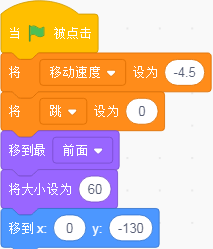 当 被点击
将 移动速度 设为 -4.5
将 跳 设为 0
移到最 前面
将大小设为 60
移到 x: 0 y: -130